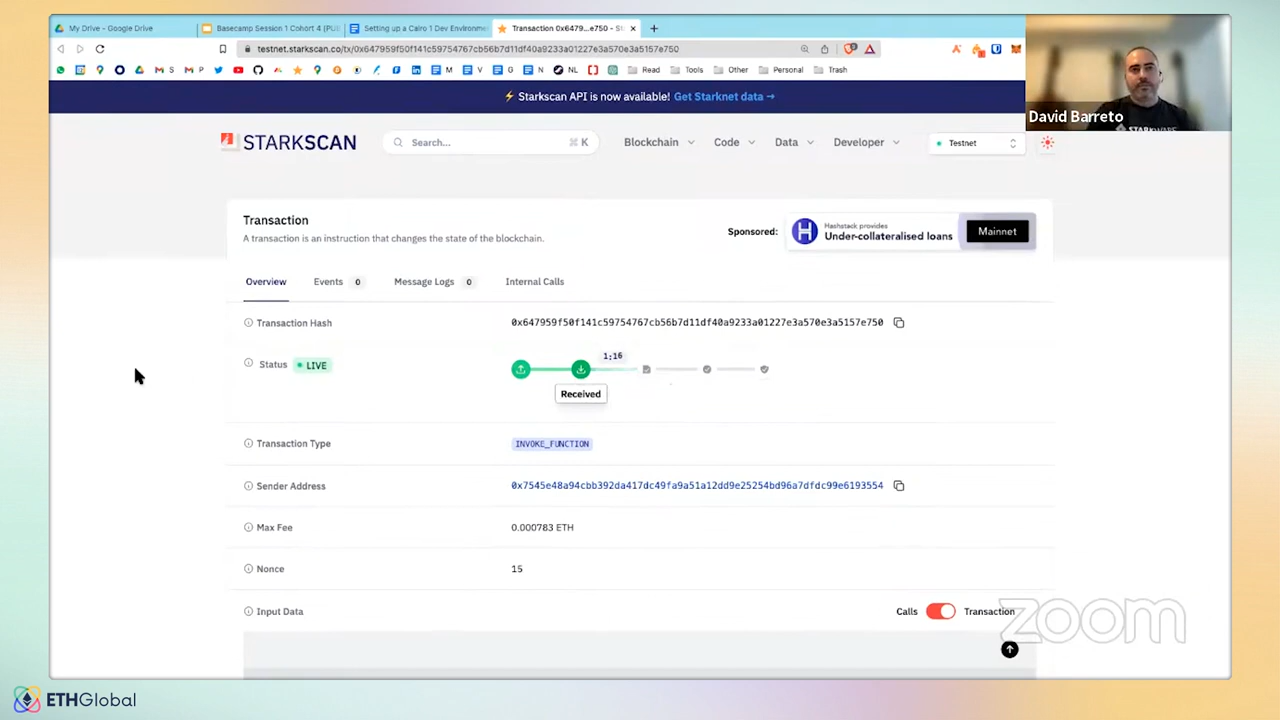 My Drive - Google Drive
Basecamp Session 1 Cohort 4 (PU
Setting up a Cairo 1 Dev Environme
Transaction 0x6479...e750 - St
testnet.starkscan.co/tx/0x647959f50f141c59754767cb56b7d11df40a9233a01227e3a570e3a5157e750
M S
M P
M
V
G
N
NL
Read
Tools
Other
Personal
Trash
David Barreto
STARKWARE
⚡ Starkscan API is now available! Get Starknet data →
STARKSCAN
Search...
⌘ K
Blockchain
Code
Data
Developer
Testnet
Transaction
A transaction is an instruction that changes the state of the blockchain.
Sponsored:
Hashstack provides
Under-collateralised loans
Mainnet
Overview
Events 0
Message Logs 0
Internal Calls
Transaction Hash
0x647959f50f141c59754767cb56b7d11df40a9233a01227e3a570e3a5157e750
Status
LIVE
1:16
Received
Transaction Type
INVOKE_FUNCTION
Sender Address
0x7545e48a94cbb392da417dc49fa9a51a12dd9e25254bd96a7dfdc99e6193554
Max Fee
0.000783 ETH
Nonce
15
Input Data
Calls
Transaction
zoom
ETHGlobal